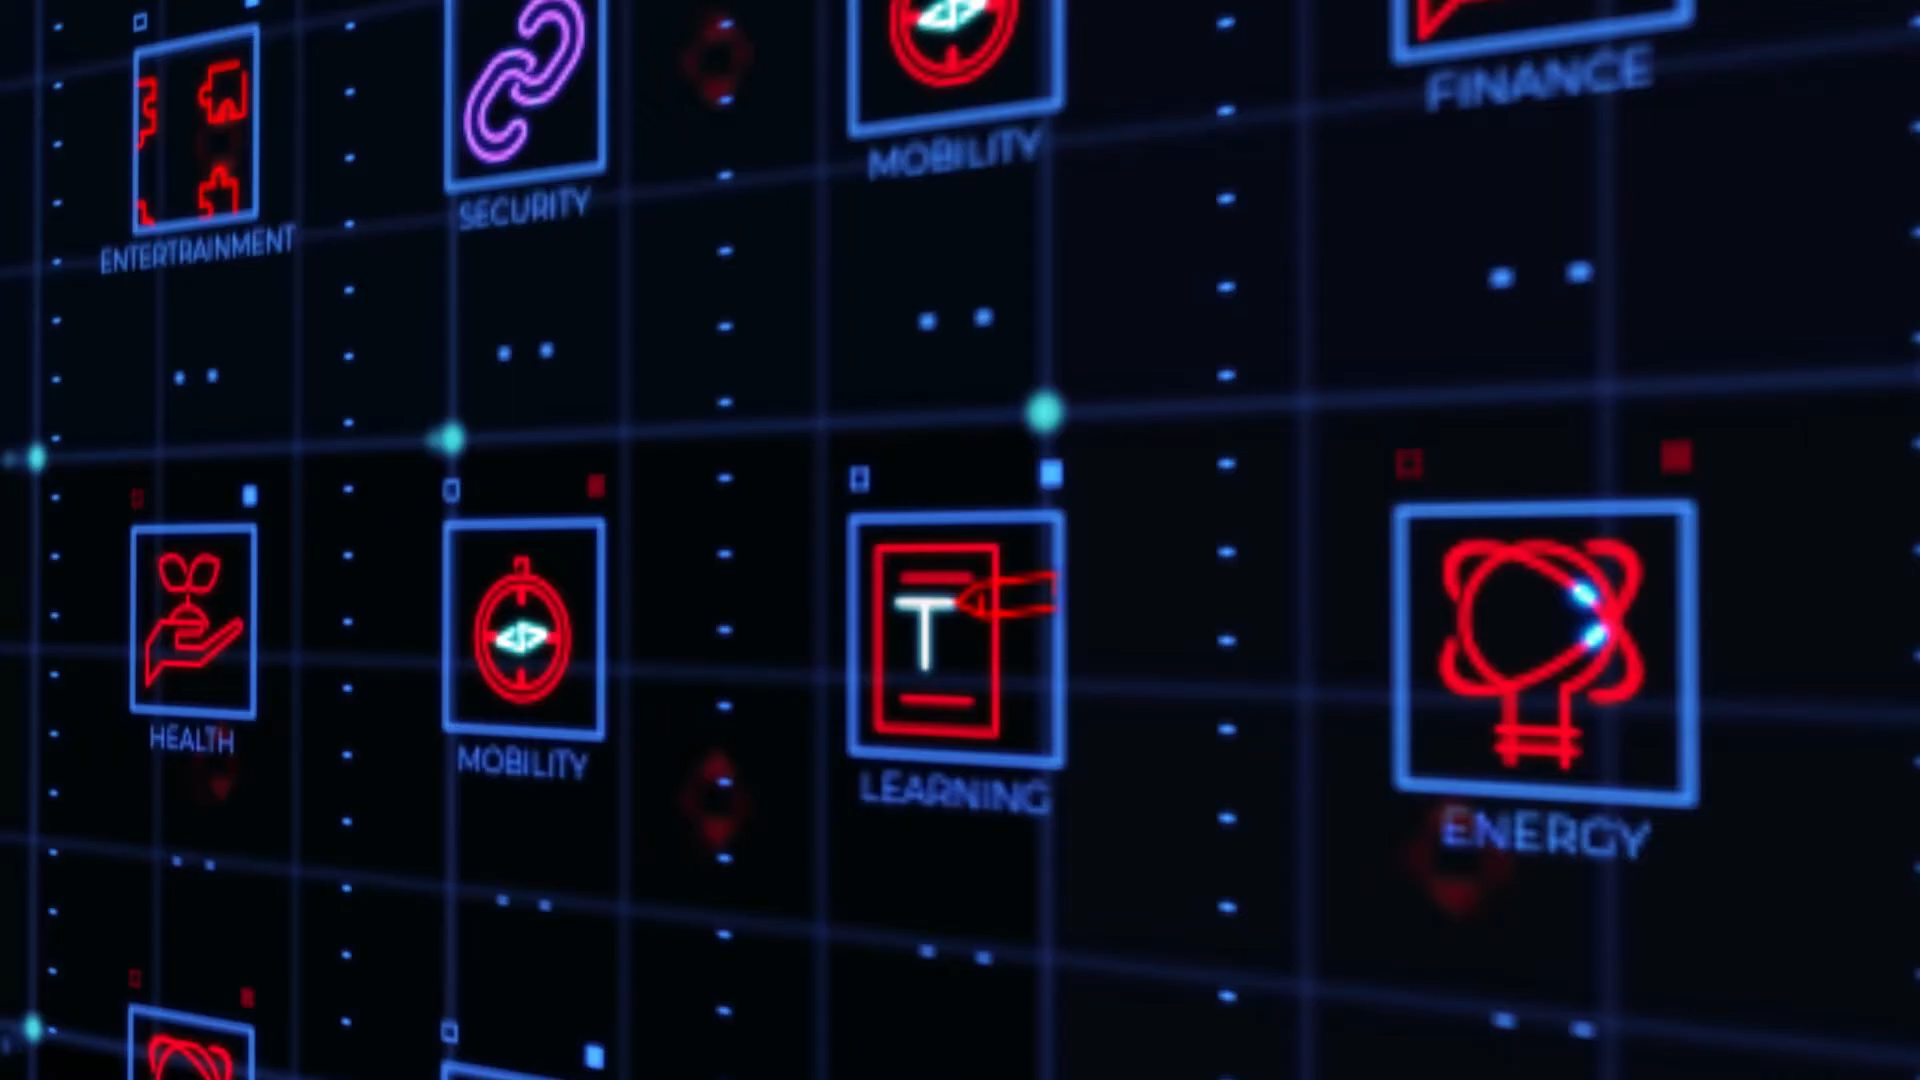 ENTERTRAINMENT
SECURITY
MOBILITY
FINANCE
HEALTH
MOBILITY
LEARNING
ENERGY
T